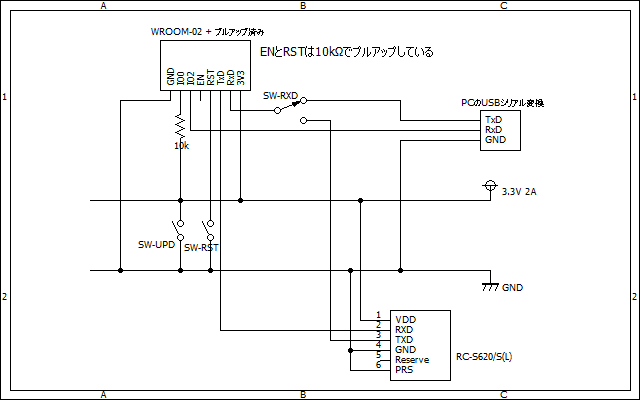 A B C
WROOM-02 + プルアップ済み
ENとRSTは10kΩでプルアップしている
GND IO0 IO2 EN RST TxD RxD 3V3
1 1
SW-RXD
PCのUSBシリアル変換
TxD
RxD
GND
10k
3.3V 2A
SW-UPD SW-RST
GND
2 2
1 VDD
2 RXD
3 TXD
4 GND
5 Reserve
6 PRS
RC-S620/S(L)
A B C